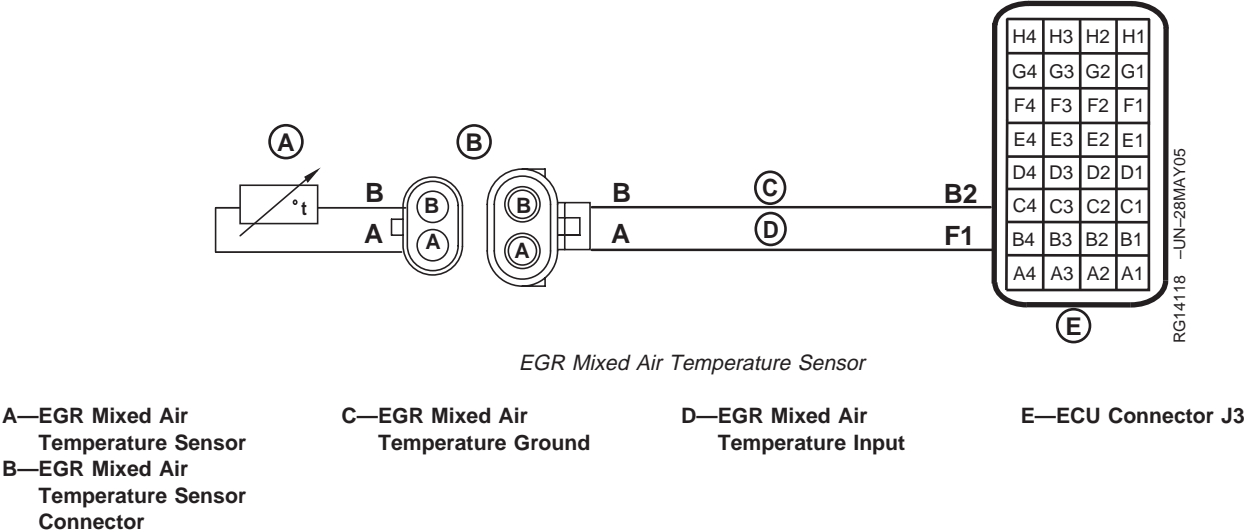 H4 H3 H2 H1
G4 G3 G2 G1
F4 F3 F2 F1
E4 E3 E2 E1
D4 D3 D2 D1
C4 C3 C2 C1
B4 B3 B2 B1
A4 A3 A2 A1
A
B
°t
B
A
B
A
B
A
B
A
C
D
B2
F1
E
RG14118 –UN–28MAY05
EGR Mixed Air Temperature Sensor
A—EGR Mixed Air
Temperature Sensor
B—EGR Mixed Air
Temperature Sensor
Connector
C—EGR Mixed Air
Temperature Ground
D—EGR Mixed Air
Temperature Input
E—ECU Connector J3